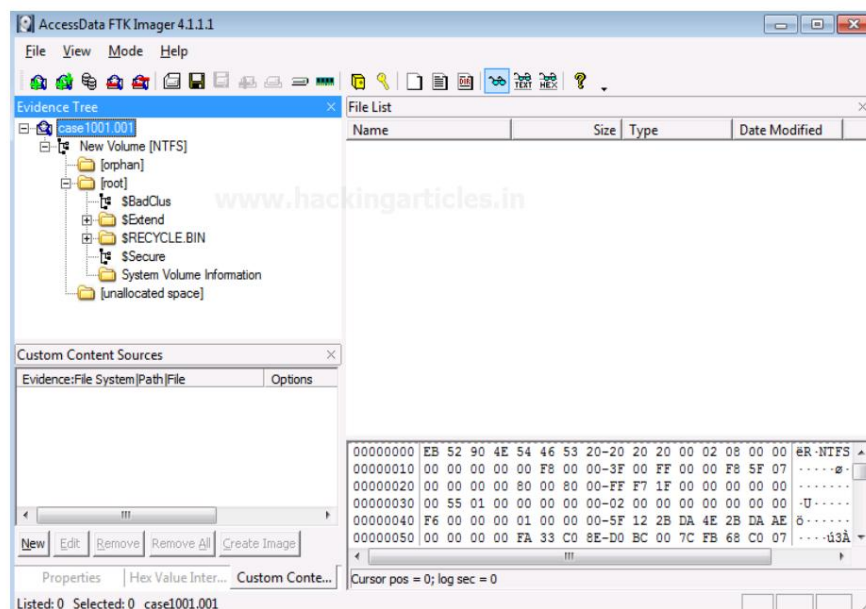 AccessData FTK Imager 4.1.1.1
File View Mode Help
TEXT HEX
Evidence Tree
case1001.001
New Volume [NTFS]
[orphan]
[root]
$BadClus
$Extend
$RECYCLE.BIN
$Secure
System Volume Information
[unallocated space]
File List
Name Size Type Date Modified
www.hackingarticles.in
Custom Content Sources
Evidence:File System|Path|File Options
New Edit Remove Remove All Create Image
Properties Hex Value Inter... Custom Conte...
00000000 EB 52 90 4E 54 46 53 20-20 20 20 00 02 08 00 00 ëR·NTFS
00000010 00 00 00 00 00 F8 00 00-3F 00 FF 00 00 F8 5F 07 ·····ø·
00000020 00 00 00 00 80 00 80 00-FF F7 1F 00 00 00 00 00 ·······
00000030 00 55 01 00 00 00 00 00-02 00 00 00 00 00 00 00 ·U·····
00000040 F6 00 00 00 01 00 00 00-5F 12 2B DA 4E 2B DA AE ö······
00000050 00 00 00 00 FA 33 C0 8E-D0 BC 00 7C FB 68 C0 07 ····ú3À
Cursor pos = 0; log sec = 0
Listed: 0 Selected: 0 case1001.001